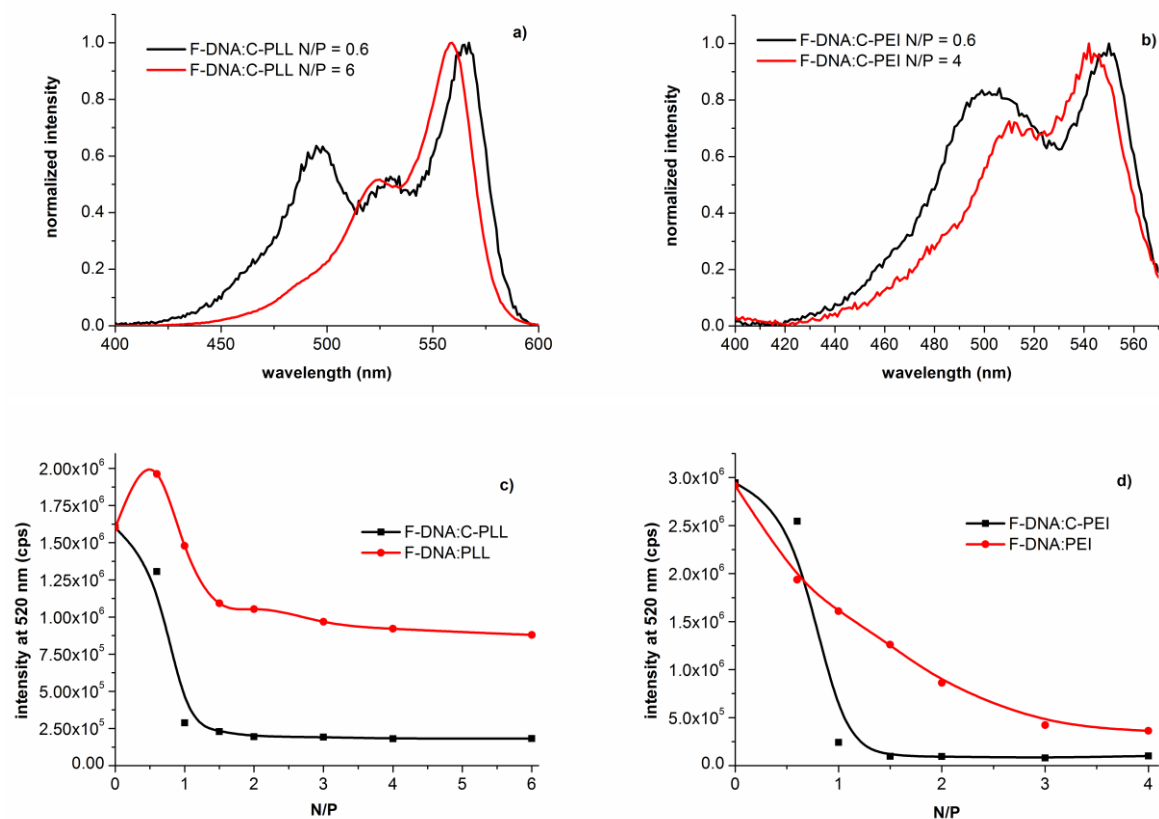 a)
F-DNA:C-PLL N/P = 0.6
F-DNA:C-PLL N/P = 6
normalized intensity
1.0
0.8
0.6
0.4
0.2
0.0
400 450 500 550 600
wavelength (nm)
b)
F-DNA:C-PEI N/P = 0.6
F-DNA:C-PEI N/P = 4
normalized intensity
1.0
0.8
0.6
0.4
0.2
0.0
400 420 440 460 480 500 520 540 560
wavelength (nm)
c)
F-DNA:C-PLL
F-DNA:PLL
intensity at 520 nm (cps)
2.00x10⁶
1.75x10⁶
1.50x10⁶
1.25x10⁶
1.00x10⁶
7.50x10⁵
5.00x10⁵
2.50x10⁵
0.00
0 1 2 3 4 5 6
N/P
d)
F-DNA:C-PEI
F-DNA:PEI
intensity at 520 nm (cps)
3.0x10⁶
2.5x10⁶
2.0x10⁶
1.5x10⁶
1.0x10⁶
5.0x10⁵
0.0
0 1 2 3 4
N/P